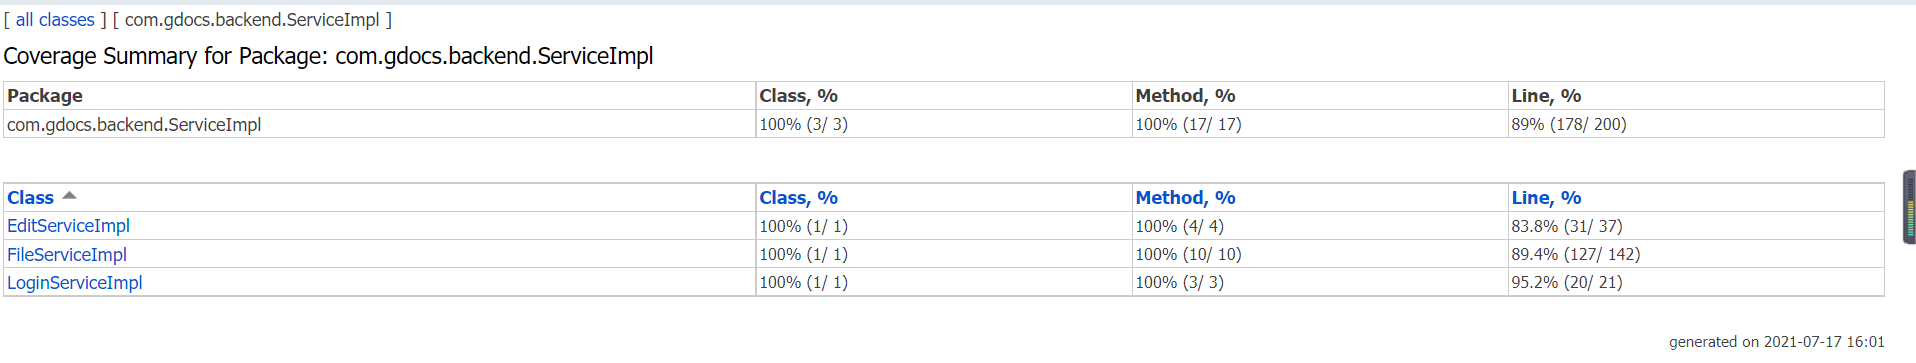 [ all classes ] [ com.gdocs.backend.ServiceImpl ]
Coverage Summary for Package: com.gdocs.backend.ServiceImpl
Package Class, % Method, % Line, %
com.gdocs.backend.ServiceImpl 100% (3/ 3) 100% (17/ 17) 89% (178/ 200)
Class Class, % Method, % Line, %
EditServiceImpl 100% (1/ 1) 100% (4/ 4) 83.8% (31/ 37)
FileServiceImpl 100% (1/ 1) 100% (10/ 10) 89.4% (127/ 142)
LoginServiceImpl 100% (1/ 1) 100% (3/ 3) 95.2% (20/ 21)
generated on 2021-07-17 16:01